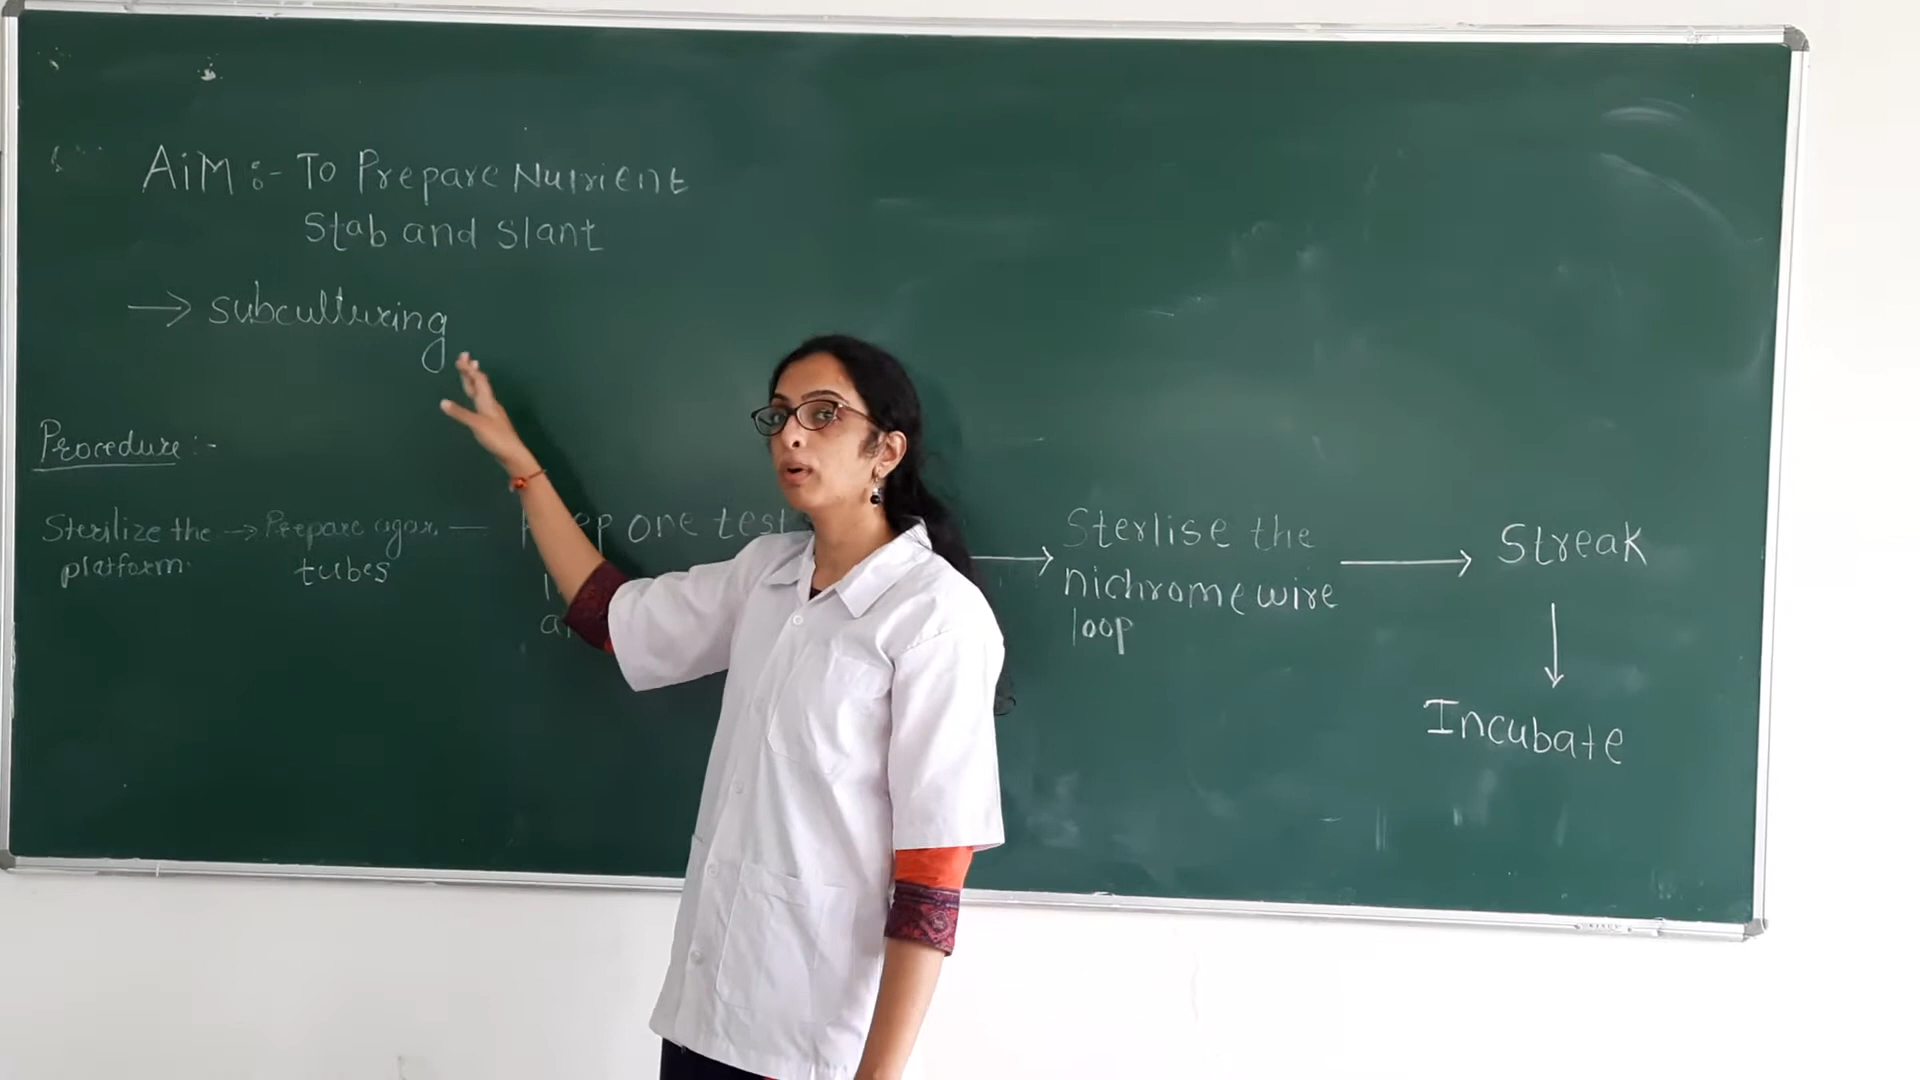 AiM :- To Prepare Nutrient
Stab and Slant
→ subculturing
Procedure :-
Sterilize the → Prepare agar — one test → Sterlise the → Streak
platform. tubes nichrome wire
loop
↓
Incubate